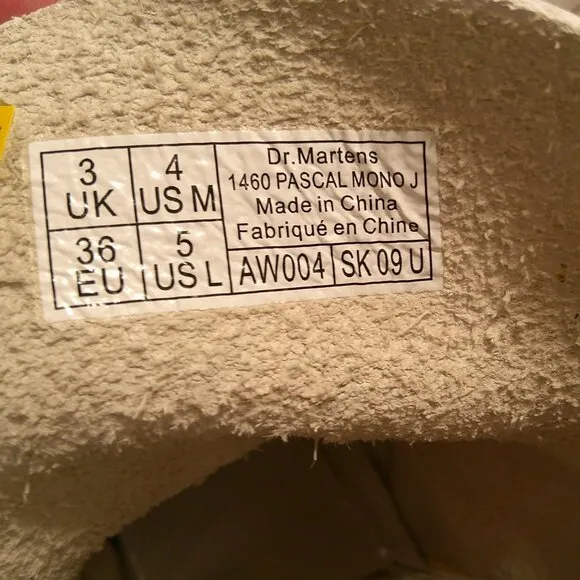 3
UK
4
US M
36
EU
5
US L
Dr.Martens
1460 PASCAL MONO J
Made in China
Fabriqué en Chine
AW004
SK 09 U